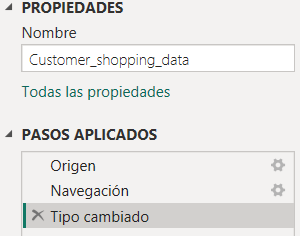 PROPIEDADES
Nombre
Customer_shopping_data
Todas las propiedades
PASOS APLICADOS
Origen
Navegación
Tipo cambiado